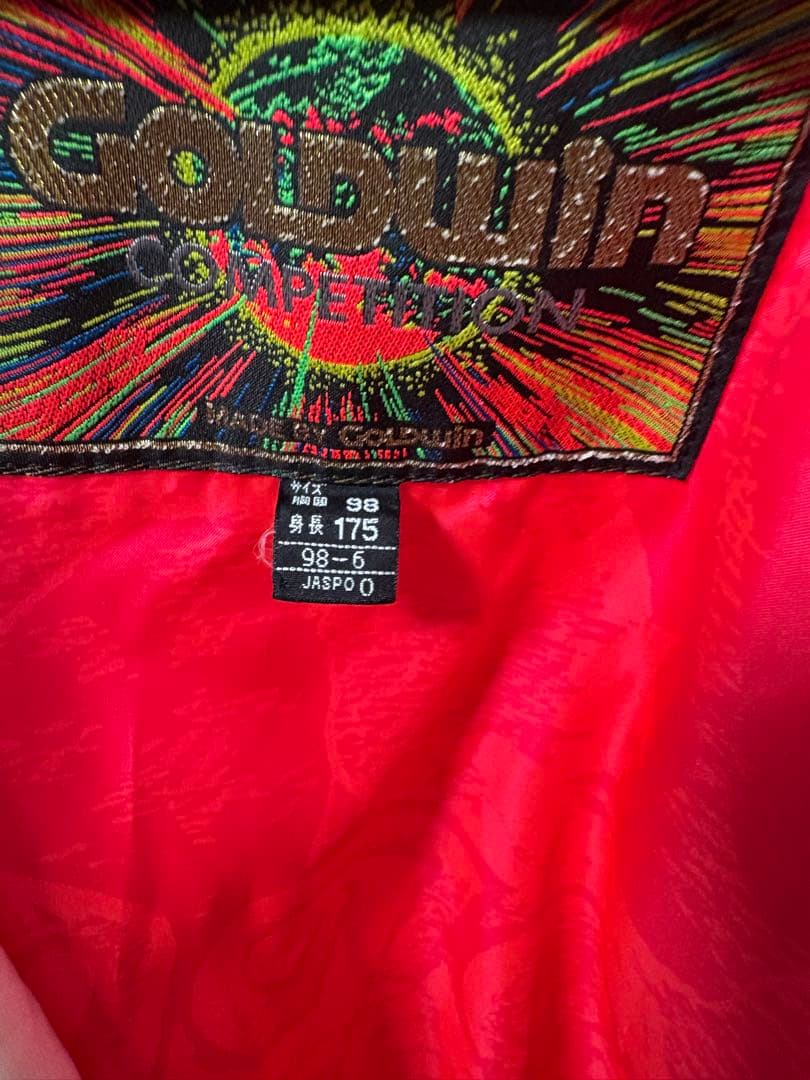 GOLDWIN
COMPETITION
MADE BY GOLDWIN
サイズ
胸囲 98
身長 175
98-6
JASPO O